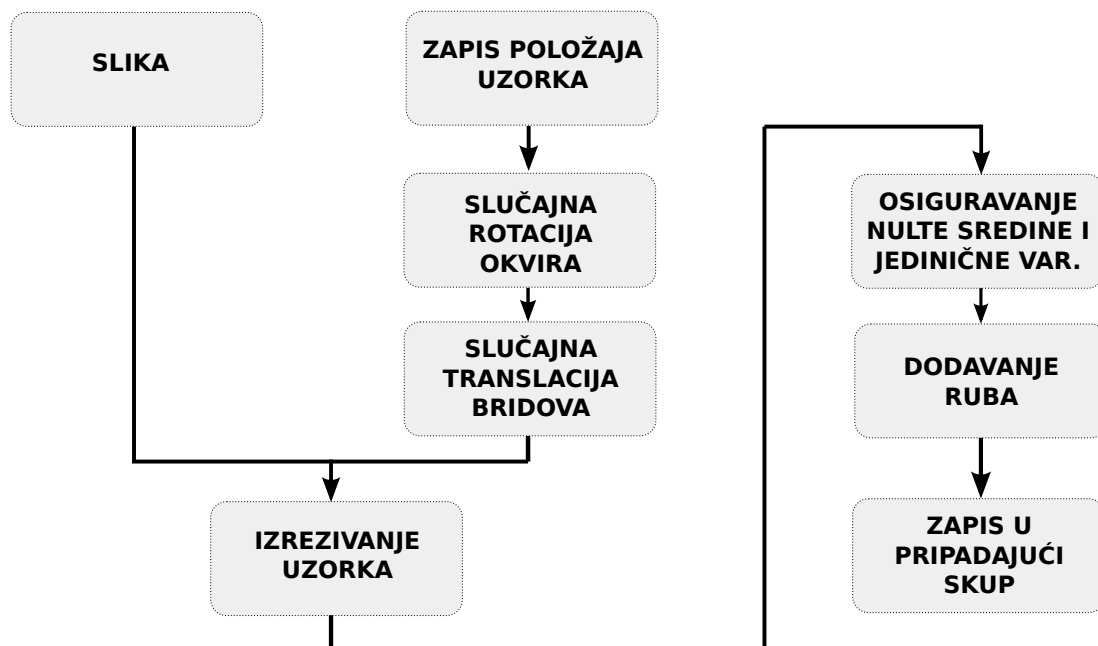 SLIKA
ZAPIS POLOŽAJA
UZORKA
SLUČAJNA
ROTACIJA
OKVIRA
SLUČAJNA
TRANSLACIJA
BRIDOVA
IZREZIVANJE
UZORKA
OSIGURAVANJE
NULTE SREDINE I
JEDINIČNE VAR.
DODAVANJE
RUBA
ZAPIS U
PRIPADAJUĆI
SKUP